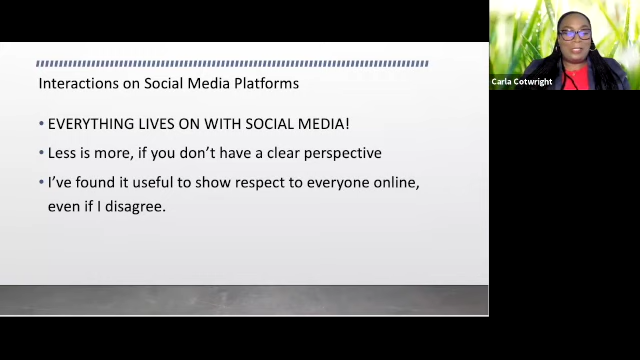 Interactions on Social Media Platforms
• EVERYTHING LIVES ON WITH SOCIAL MEDIA!
• Less is more, if you don't have a clear perspective
• I've found it useful to show respect to everyone online,
even if I disagree.
Carla Cotwright